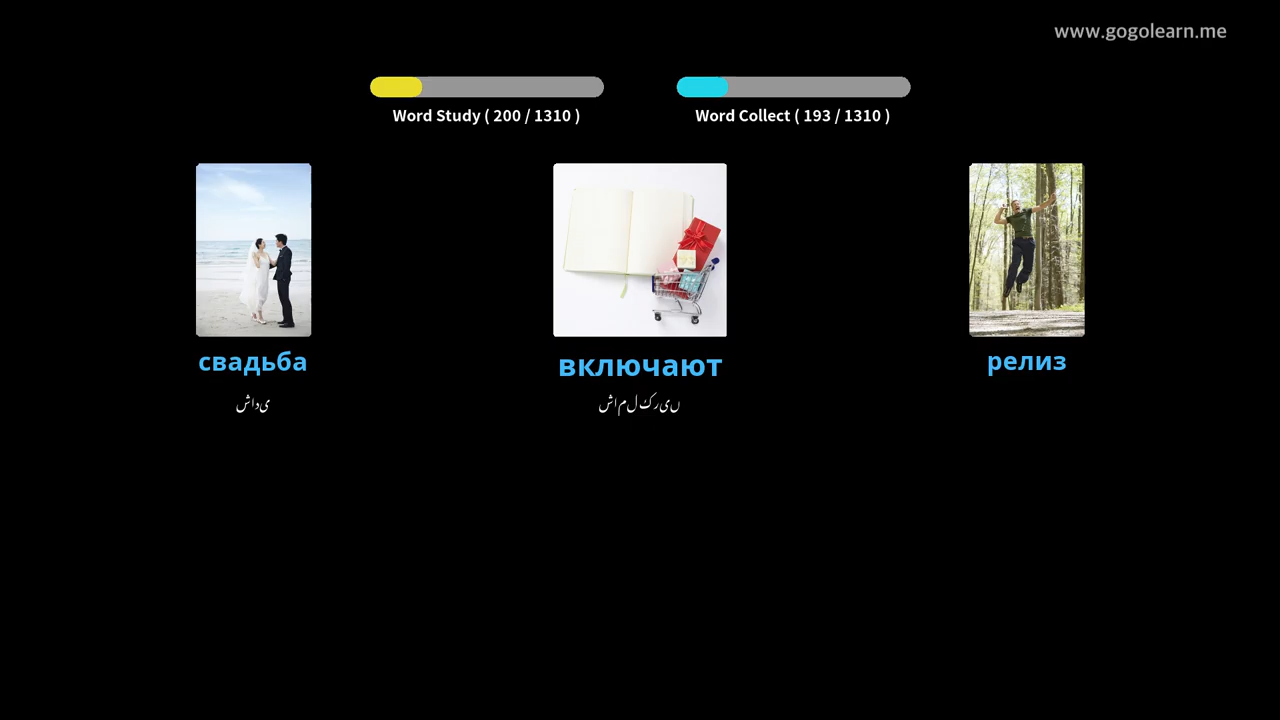 www.gogolearn.me
Word Study ( 200 / 1310 )
Word Collect ( 193 / 1310 )
свадьба
включают
релиз
شادی
شامل کریں